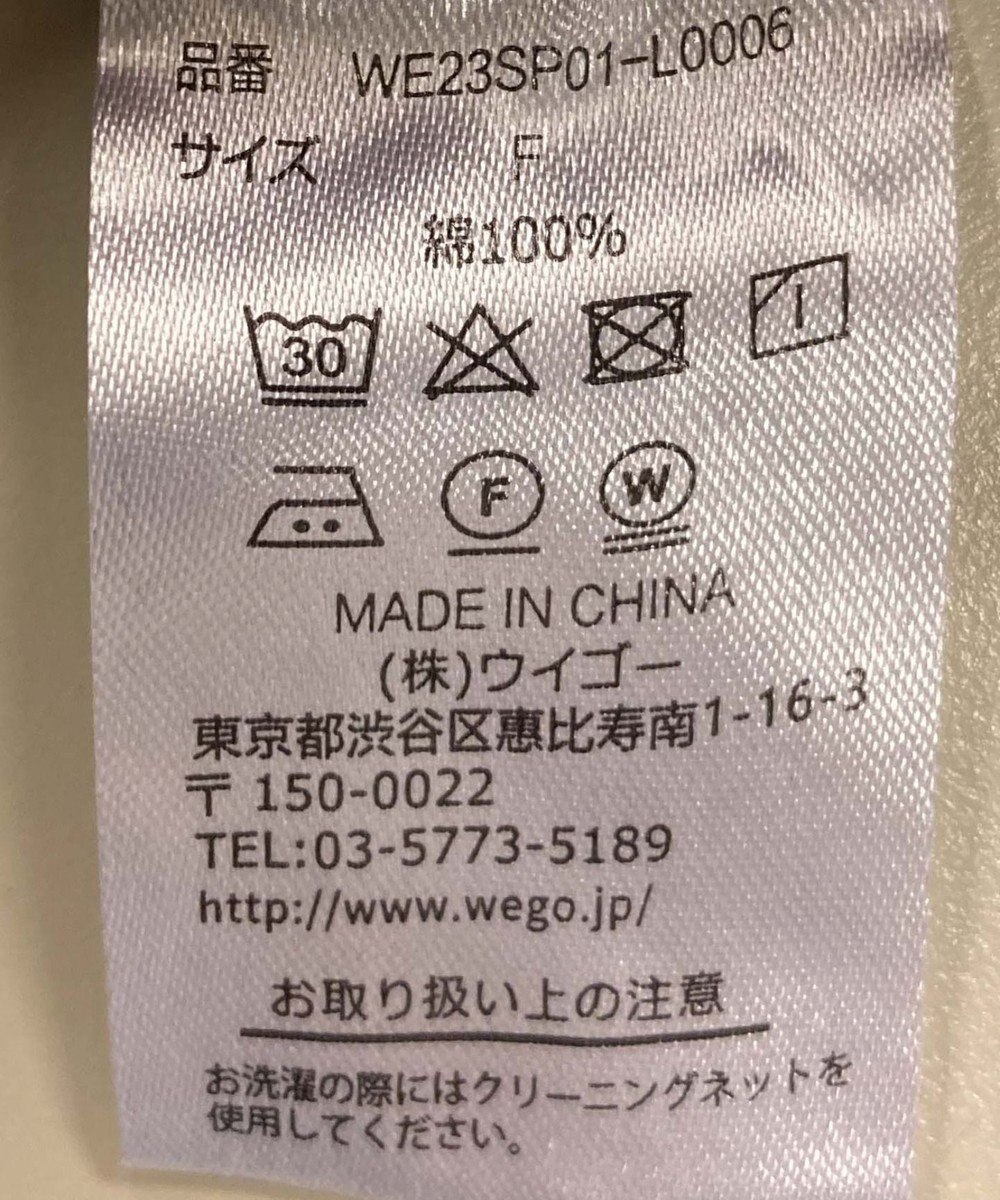 品番 WE23SP01-L0006
サイズ F
綿100%
30
F W
MADE IN CHINA
(株)ウイゴー
東京都渋谷区恵比寿南1-16-3
〒150-0022
TEL:03-5773-5189
http://www.wego.jp/
お取り扱い上の注意
お洗濯の際にはクリーニングネットを
使用してください。